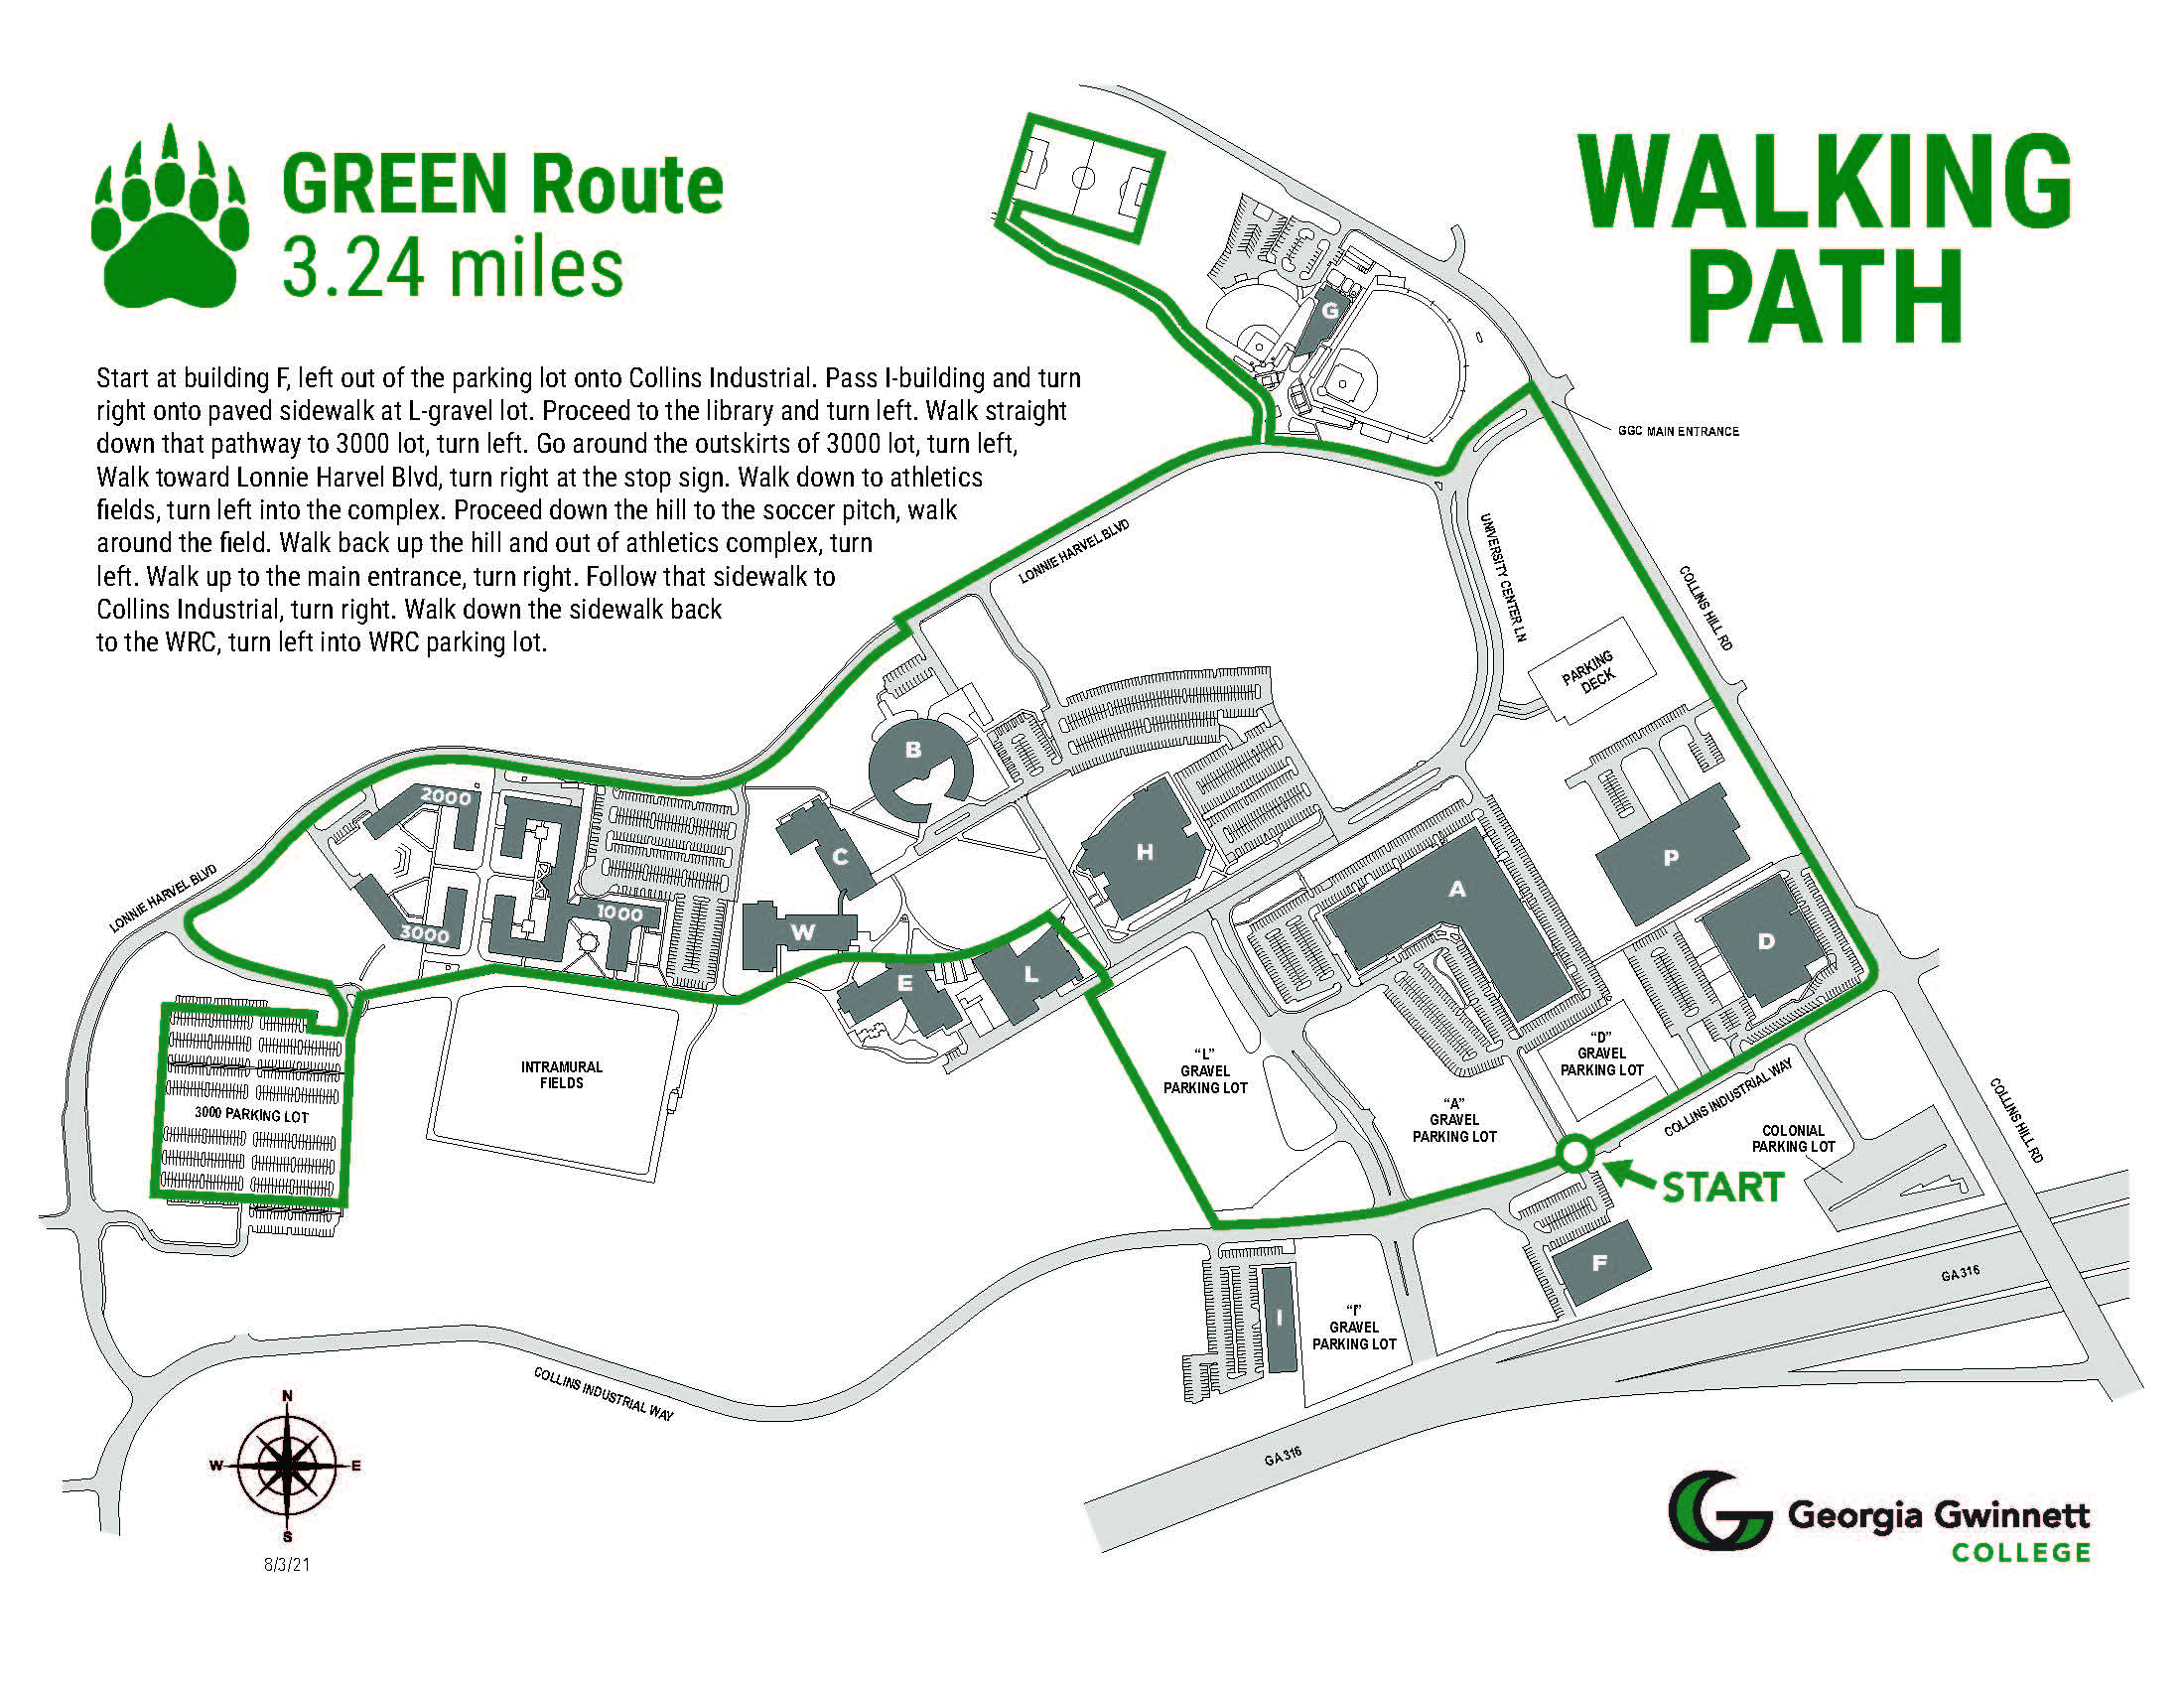 GREEN Route
3.24 miles
WALKING
PATH
Start at building F, left out of the parking lot onto Collins Industrial. Pass I-building and turn
right onto paved sidewalk at L-gravel lot. Proceed to the library and turn left. Walk straight
down that pathway to 3000 lot, turn left. Go around the outskirts of 3000 lot, turn left,
Walk toward Lonnie Harvel Blvd, turn right at the stop sign. Walk down to athletics
fields, turn left into the complex. Proceed down the hill to the soccer pitch, walk
around the field. Walk back up the hill and out of athletics complex, turn
left. Walk up to the main entrance, turn right. Follow that sidewalk to
Collins Industrial, turn right. Walk down the sidewalk back
to the WRC, turn left into WRC parking lot.
G
GGC MAIN ENTRANCE
LONNIE HARVEL BLVD
UNIVERSITY CENTER LN
COLLINS HILL RD
PARKING
DECK
B
2000
C
H
P
A
LONNIE HARVEL BLVD
1000
3000
W
D
E
L
"L"
GRAVEL
PARKING LOT
"D"
GRAVEL
PARKING LOT
INTRAMURAL
FIELDS
3000 PARKING LOT
"A"
GRAVEL
PARKING LOT
COLLINS INDUSTRIAL WAY
COLONIAL
PARKING LOT
COLLINS HILL RD
START
F
GA 316
I
"I"
GRAVEL
PARKING LOT
COLLINS INDUSTRIAL WAY
GA 316
N
W
E
S
8/3/21
Georgia Gwinnett
COLLEGE